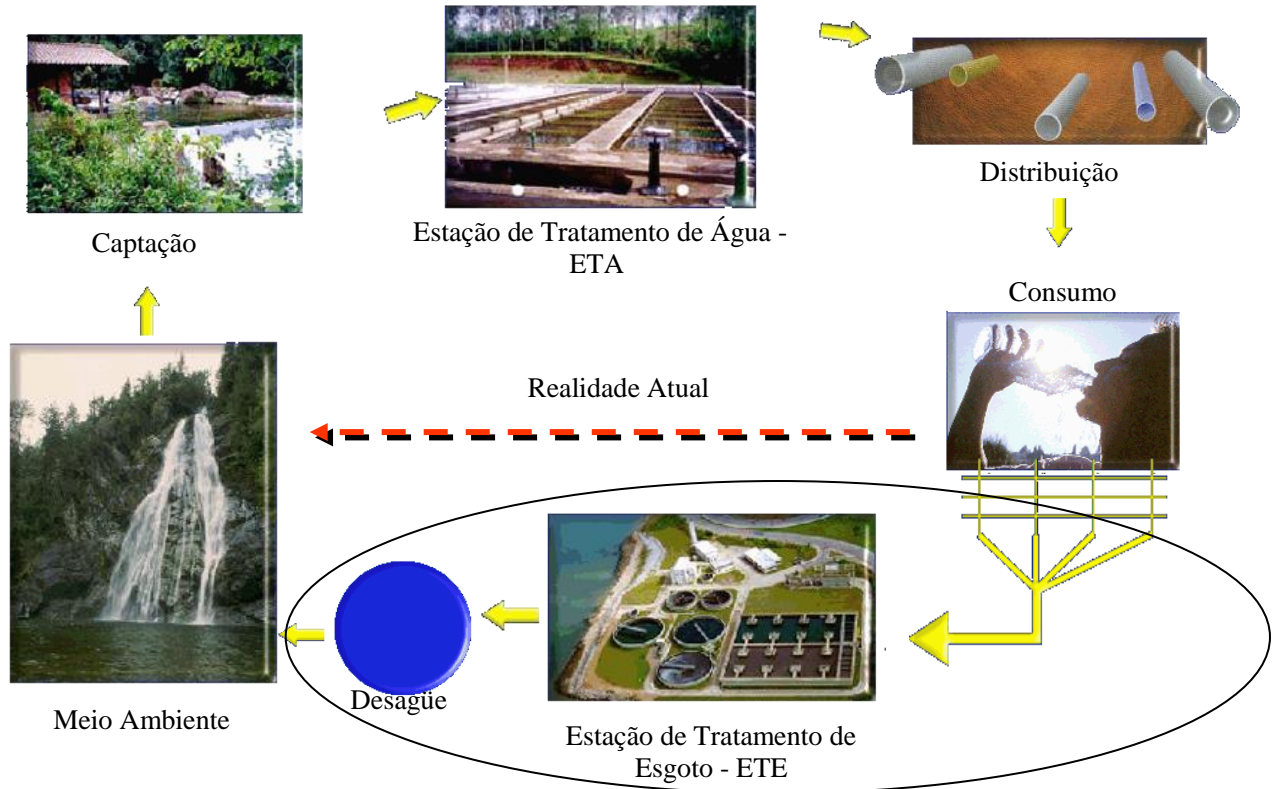 Captação
Estação de Tratamento de Água -
ETA
Distribuição
Consumo
Realidade Atual
Meio Ambiente
Desagüe
Estação de Tratamento de
Esgoto - ETE